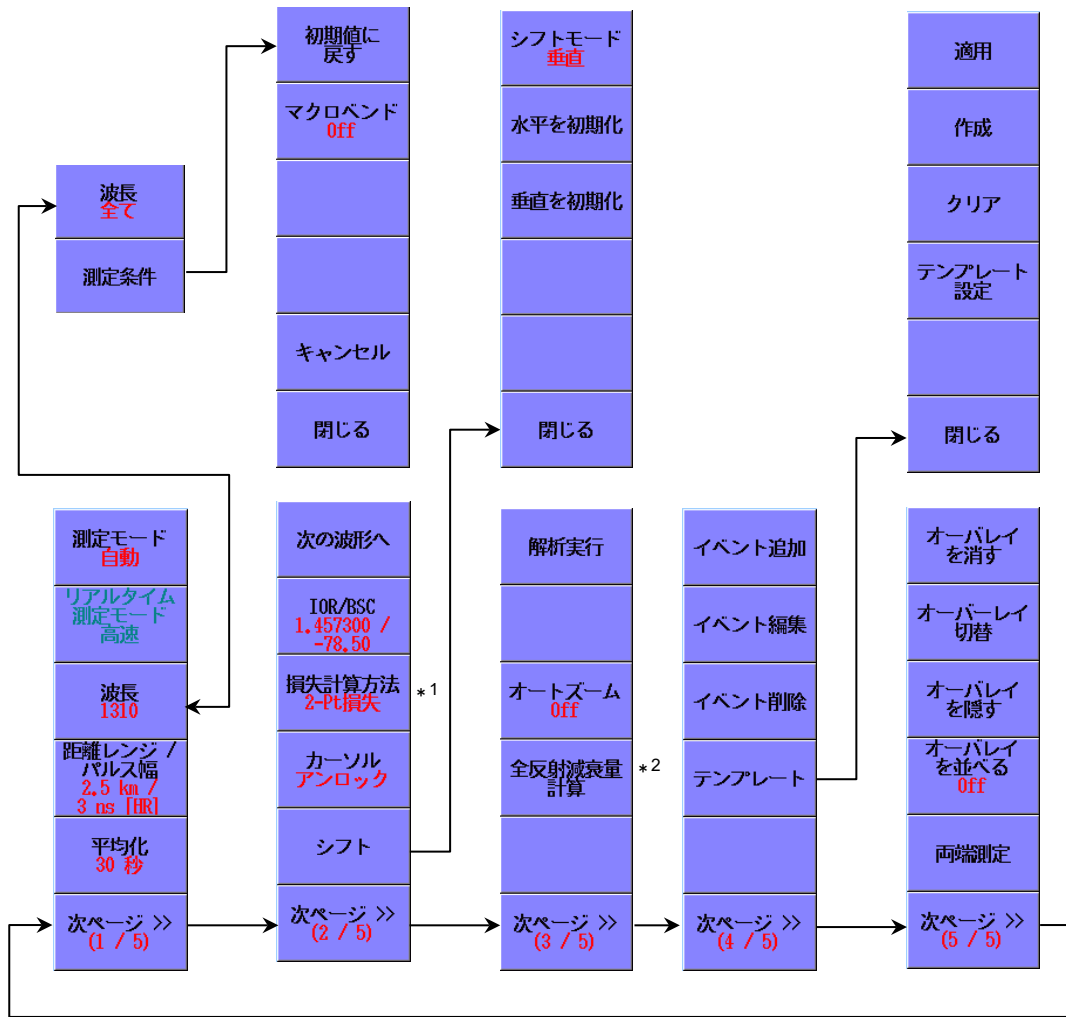 初期値に
戻す
マクロベンド
Off
キャンセル
閉じる
シフトモード
垂直
水平を初期化
垂直を初期化
閉じる
適用
作成
クリア
テンプレート
設定
閉じる
波長
全て
測定条件
測定モード
自動
リアルタイム
測定モード
高速
波長
1310
距離レンジ /
パルス幅
2.5 km /
3 ns [HR]
平均化
30 秒
次ページ >>
(1 / 5)
次の波形へ
IOR/BSC
1.457300 /
-78.50
損失計算方法
2-Pt損失
*1
カーソル
アンロック
シフト
次ページ >>
(2 / 5)
解析実行
オートズーム
Off
全反射減衰量
計算
*2
次ページ >>
(3 / 5)
イベント追加
イベント編集
イベント削除
テンプレート
次ページ >>
(4 / 5)
オーバレイ
を消す
オーバーレイ
切替
オーバレイ
を隠す
オーバレイ
を並べる
Off
両端測定
次ページ >>
(5 / 5)